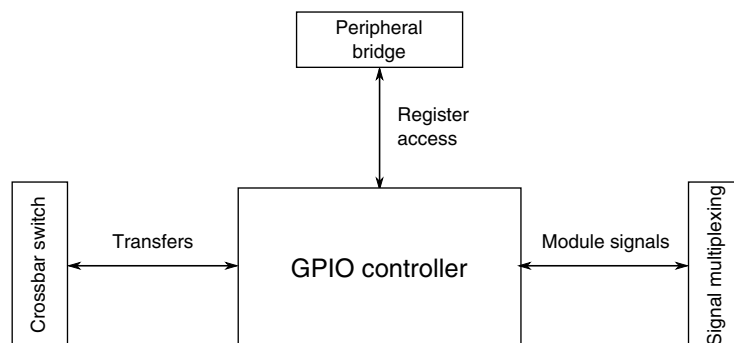 Peripheral
bridge
Register
access
Crossbar switch
Transfers
GPIO controller
Module signals
Signal multiplexing